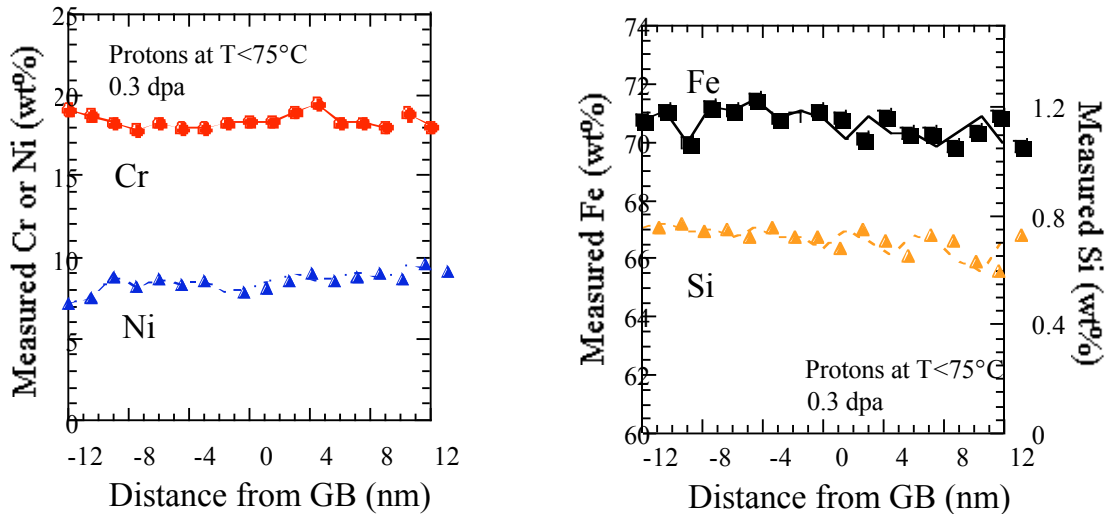 25
20
15
10
5
0
Measured Cr or Ni (wt%)
Protons at T<75°C
0.3 dpa
Cr
Ni
-12 -8 -4 0 4 8 12
Distance from GB (nm)
74
72
70
68
66
64
62
60
Measured Fe (wt%)
Fe
Si
Protons at T<75°C
0.3 dpa
1.2
0.8
0.4
0
Measured Si (wt%)
-12 -8 -4 0 4 8 12
Distance from GB (nm)